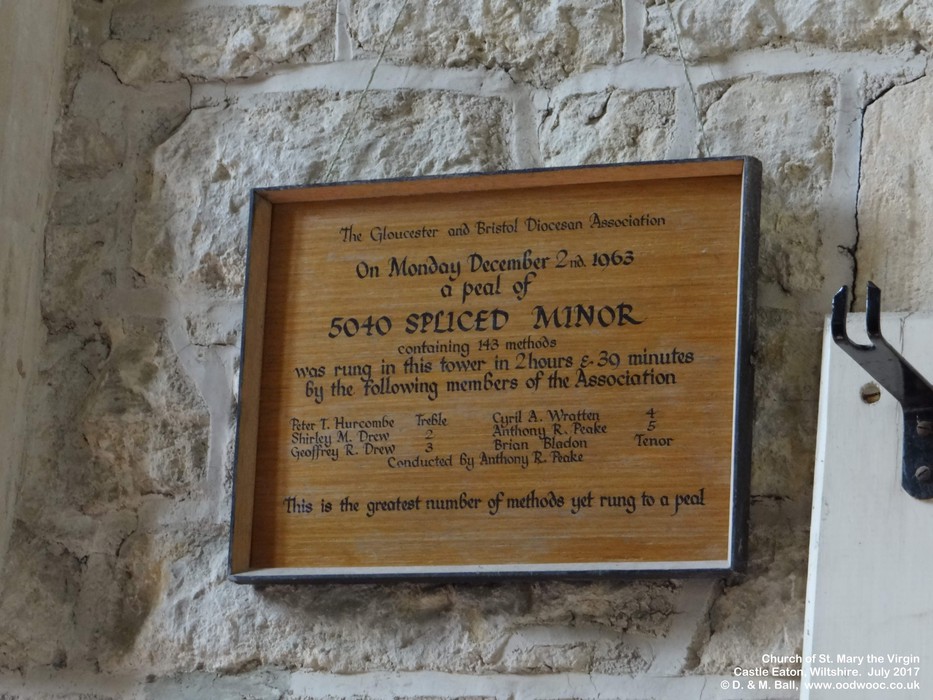 The Gloucester and Bristol Diocesan Association
On Monday December 2nd. 1963
a peal of
5040 SPLICED MINOR
containing 143 methods
was rung in this tower in 2hours & 39 minutes
by the following members of the Association
Peter T. Hurcombe Treble Cyril A. Wratten 4
Shirley M. Drew 2 Anthony R. Peake 5
Geoffrey R. Drew 3 Brian Bladon Tenor
Conducted by Anthony R. Peake
This is the greatest number of methods yet rung to a peal
Church of St. Mary the Virgin
Castle Eaton, Wiltshire. July 2017
© D. & M. Ball, www.oodwooc.co.uk